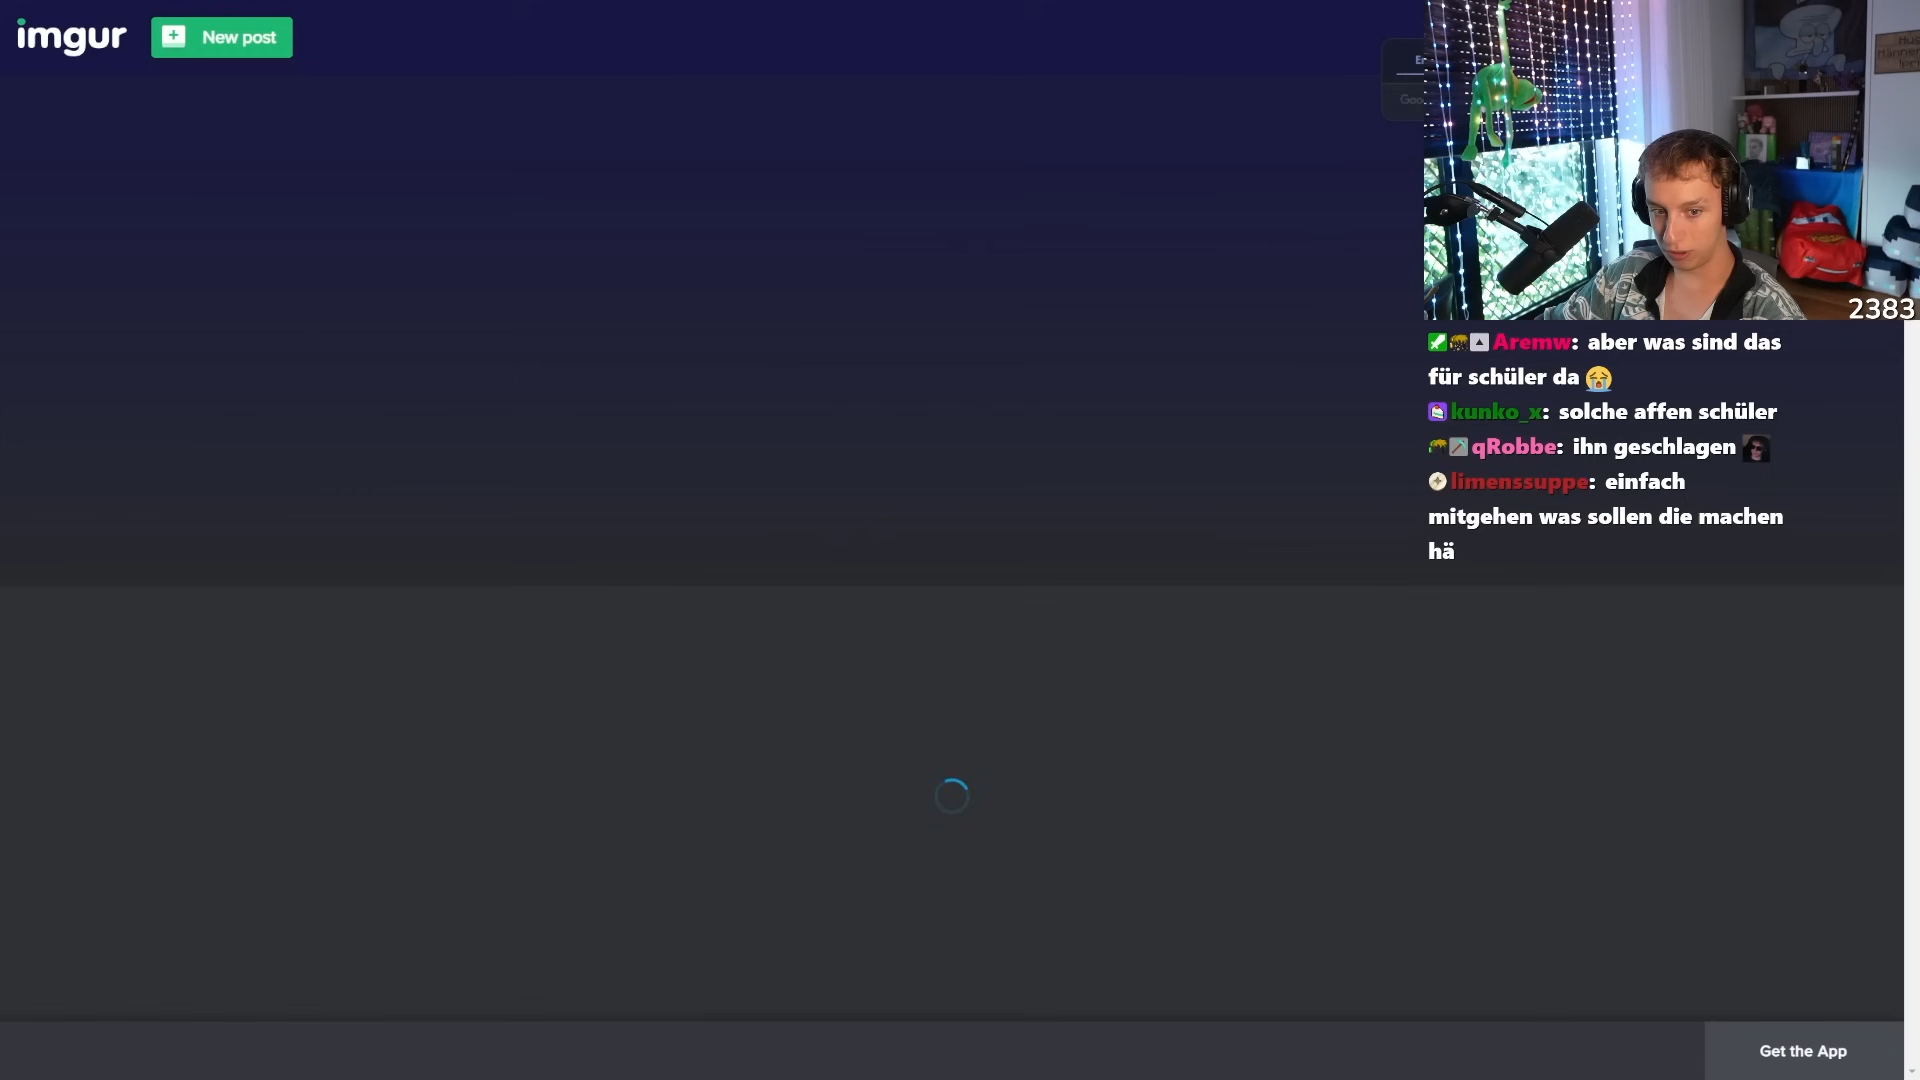 imgur
New post
2383
Aremw: aber was sind das
für schüler da 😭
kunko_x: solche affen schüler
qRobbe: ihn geschlagen
limenssuppe: einfach
mitgehen was sollen die machen
hä
Get the App